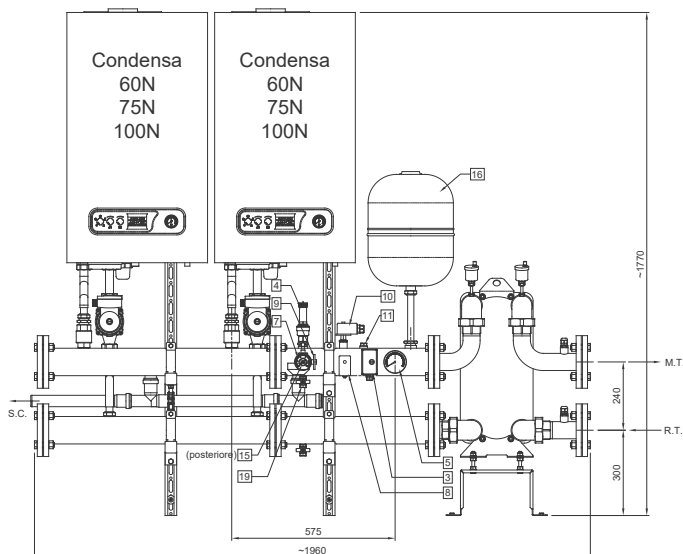 Condensa
60N
75N
100N
Condensa
60N
75N
100N
16
4
9
7
10
11
~1770
M.T.
240
S.C.
R.T.
(posteriore) 15
19
5
3
8
300
575
~1960